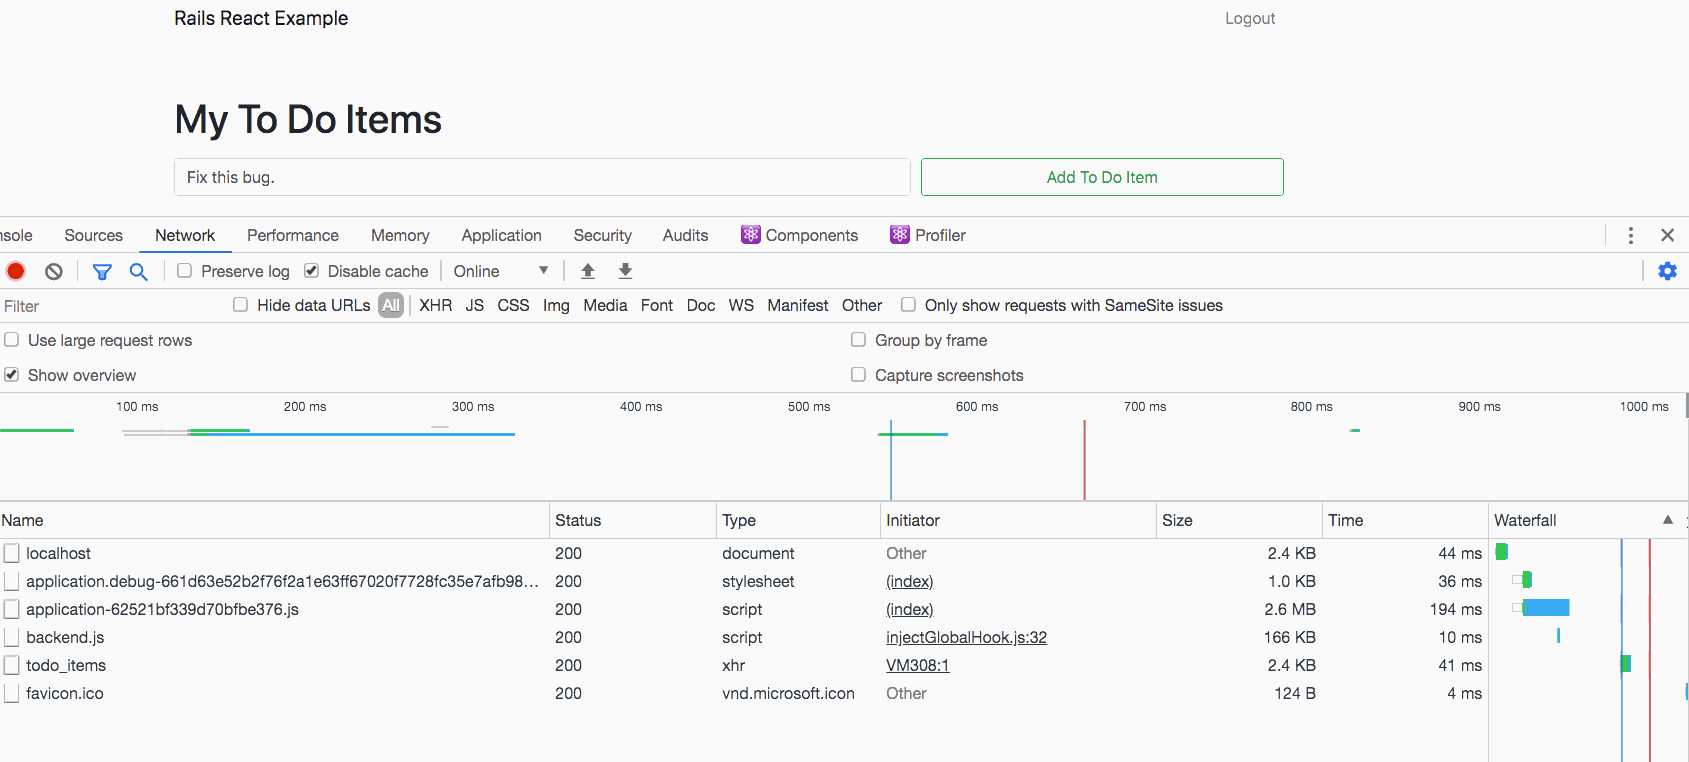 Rails React Example Logout
My To Do Items
Fix this bug. Add To Do Item
nsole Sources Network Performance Memory Application Security Audits Components Profiler
Preserve log Disable cache Online
Filter Hide data URLs All XHR JS CSS Img Media Font Doc WS Manifest Other Only show requests with SameSite issues
Use large request rows Group by frame
Show overview Capture screenshots
100 ms 200 ms 300 ms 400 ms 500 ms 600 ms 700 ms 800 ms 900 ms 1000 ms
Name Status Type Initiator Size Time Waterfall
localhost 200 document Other 2.4 KB 44 ms
application.debug-661d63e52b2f76f2a1e63ff67020f7728fc35e7afb98... 200 stylesheet (index) 1.0 KB 36 ms
application-62521bf339d70bfbe376.js 200 script (index) 2.6 MB 194 ms
backend.js 200 script injectGlobalHook.js:32 166 KB 10 ms
todo_items 200 xhr VM308:1 2.4 KB 41 ms
favicon.ico 200 vnd.microsoft.icon Other 124 B 4 ms